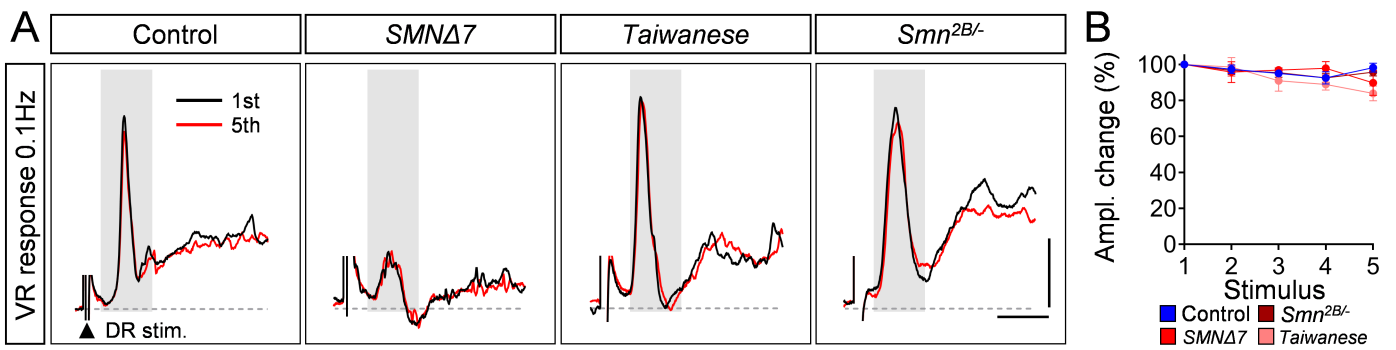 A
Control
SMNΔ7
Taiwanese
Smn2B/-
VR response 0.1Hz
1st
5th
DR stim.
B
Ampl. change (%)
100
80
60
40
20
0
1 2 3 4 5
Stimulus
Control
Smn2B/-
SMNΔ7
Taiwanese